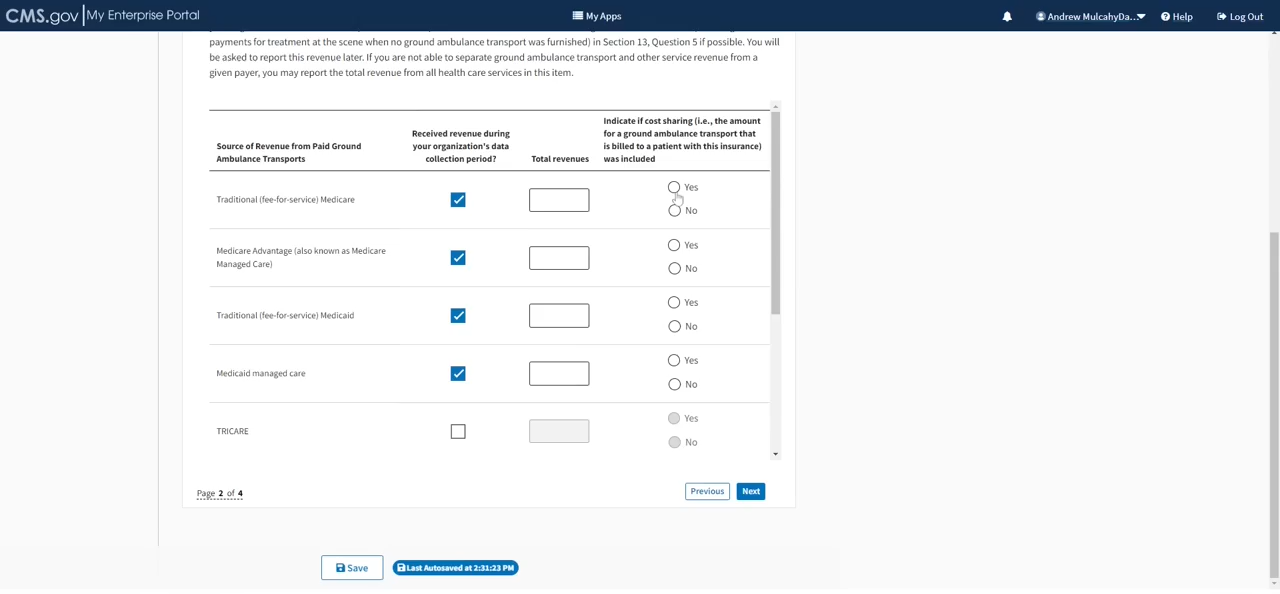 CMS.gov My Enterprise Portal
My Apps
Andrew MulcahyDa...
Help
Log Out
payments for treatment at the scene when no ground ambulance transport was furnished) in Section 13, Question 5 if possible. You will
be asked to report this revenue later. If you are not able to separate ground ambulance transport and other service revenue from a
given payer, you may report the total revenue from all health care services in this item.
Source of Revenue from Paid Ground
Ambulance Transports
Received revenue during
your organization's data
collection period?
Total revenues
Indicate if cost sharing (i.e., the amount
for a ground ambulance transport that
is billed to a patient with this insurance)
was included
Traditional (fee-for-service) Medicare
Yes
No
Medicare Advantage (also known as Medicare
Managed Care)
Yes
No
Traditional (fee-for-service) Medicaid
Yes
No
Medicaid managed care
Yes
No
TRICARE
Yes
No
Page 2 of 4
Previous
Next
Save
Last Autosaved at 2:31:23 PM